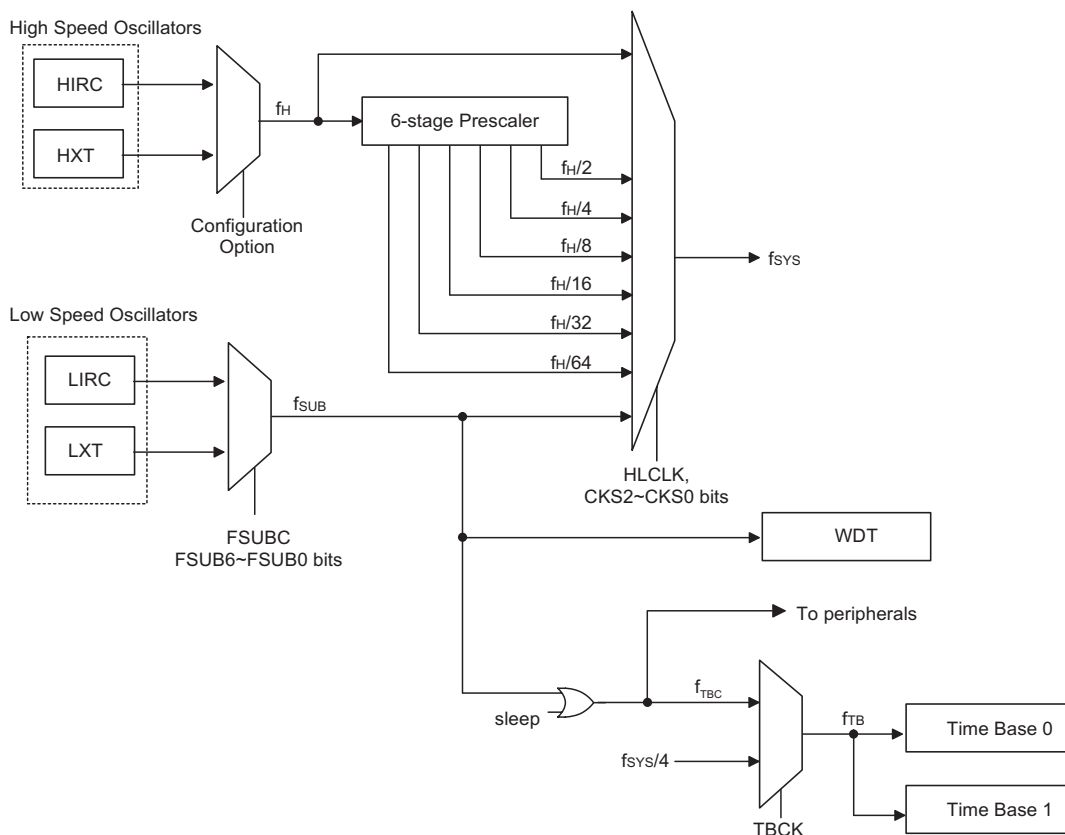 High Speed Oscillators
HIRC
HXT
fH
6-stage Prescaler
Configuration
Option
fH/2
fH/4
fH/8
fH/16
fH/32
fH/64
fSYS
Low Speed Oscillators
LIRC
LXT
fSUB
FSUBC
FSUB6~FSUB0 bits
HLCLK,
CKS2~CKS0 bits
WDT
To peripherals
sleep
fTBC
fSYS/4
TBCK
fTB
Time Base 0
Time Base 1